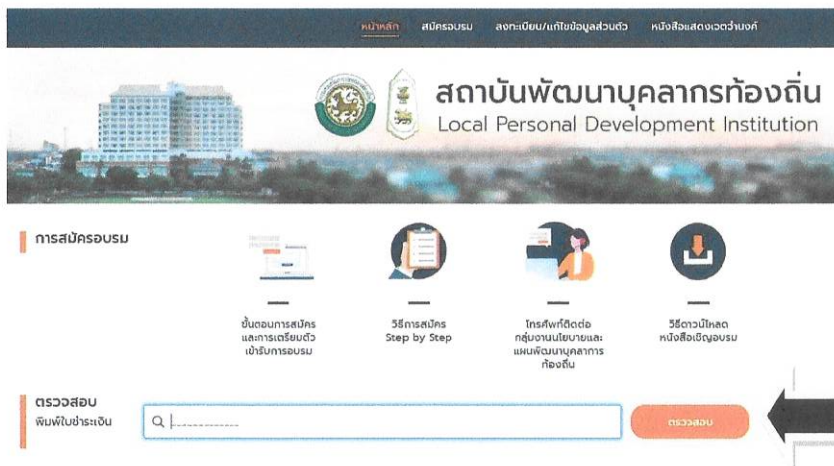 หน้าหลัก สมัครอบรม ลงทะเบียน/แก้ไขข้อมูลส่วนตัว หนังสือแสดงเจตจำนงค์
สถาบันพัฒนาบุคลากรท้องถิ่น
Local Personal Development Institution
การสมัครอบรม
ขั้นตอนการสมัคร
และการเตรียมตัว
เข้ารับการอบรม
วิธีการสมัคร
Step by Step
โทรศัพท์ติดต่อ
กลุ่มงานนโยบายและ
แผนพัฒนาบุคลาการ
ท้องถิ่น
วิธีดาวน์โหลด
หนังสือเชิญอบรม
ตรวจสอบ
พิมพ์ใบชำระเงิน
ตรวจสอบ